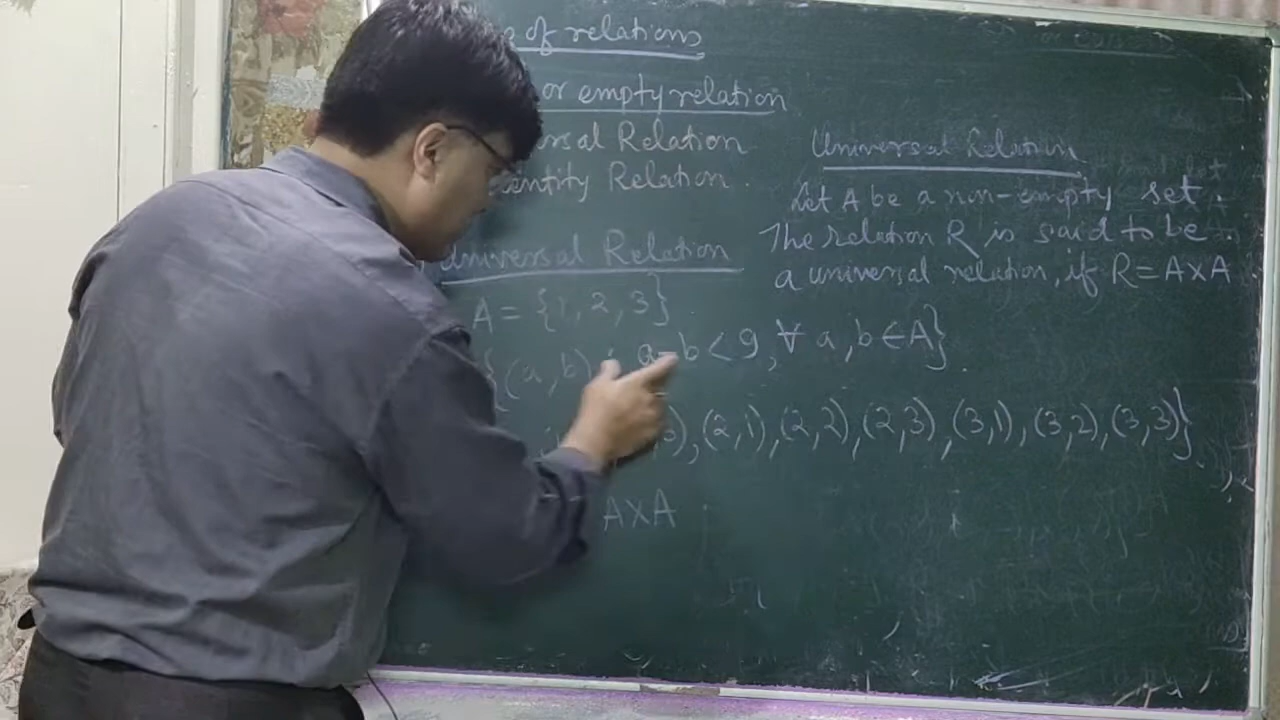 of relations
or empty relation
Relation
Relation.
Universal Relation
A = {1, 2, 3}
{(a, b) : a b < 9, ∀ a, b ∈ A}.
(2,1), (2,2), (2,3), (3,1), (3,2), (3,3)}
A×A
Universal Relation
Let A be a non-empty set.
The relation R is said to be
a universal relation, if R = A×A